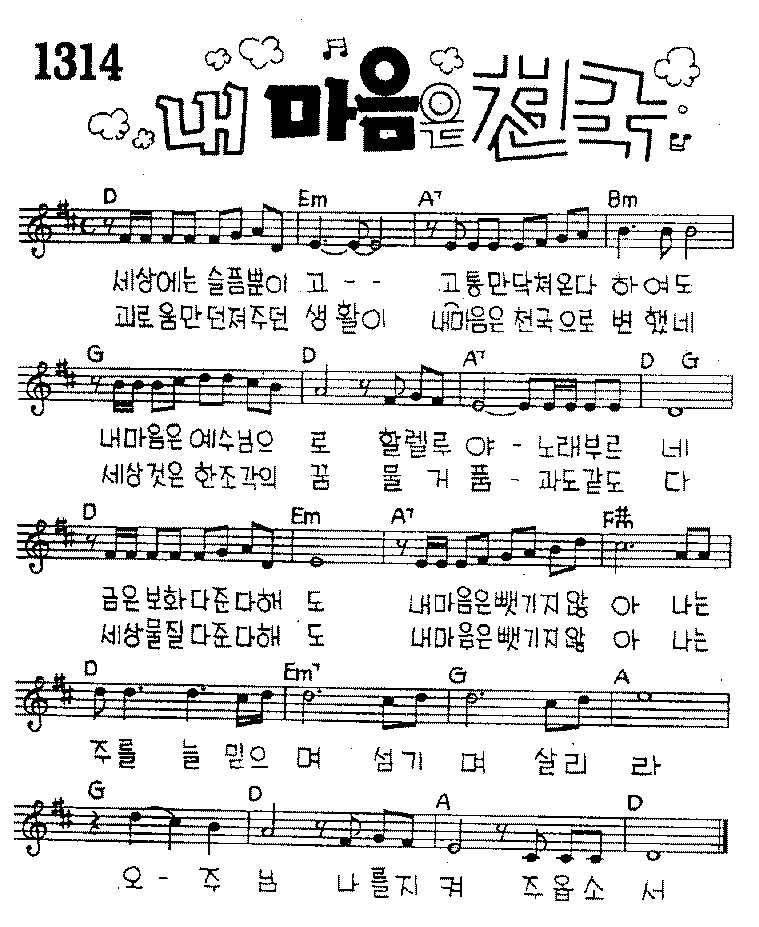 1314
내 마음은 천국
D Em A7 Bm
세상에는 슬픔뿐이 고 - - 고통만닥쳐온다 하여도
괴로움만던져주던 생활이 내마음은천국으로 변했네
G D A7 D G
내마음은예수님으 로 할렐루 야 - 노래부르 네
세상것은한조각의 꿈 물거품 - 과도같도 다
D Em A7 F#m
금은보화다준다해 도 내마음은뺏기지않 아 나는
세상물질다준다해 도 내마음은뺏기지않 아 나는
D Em7 G A
주를 늘 믿으 며 섬기 며 살리 라
G D A D
오 - 주 님 나를지 켜 주옵소 서